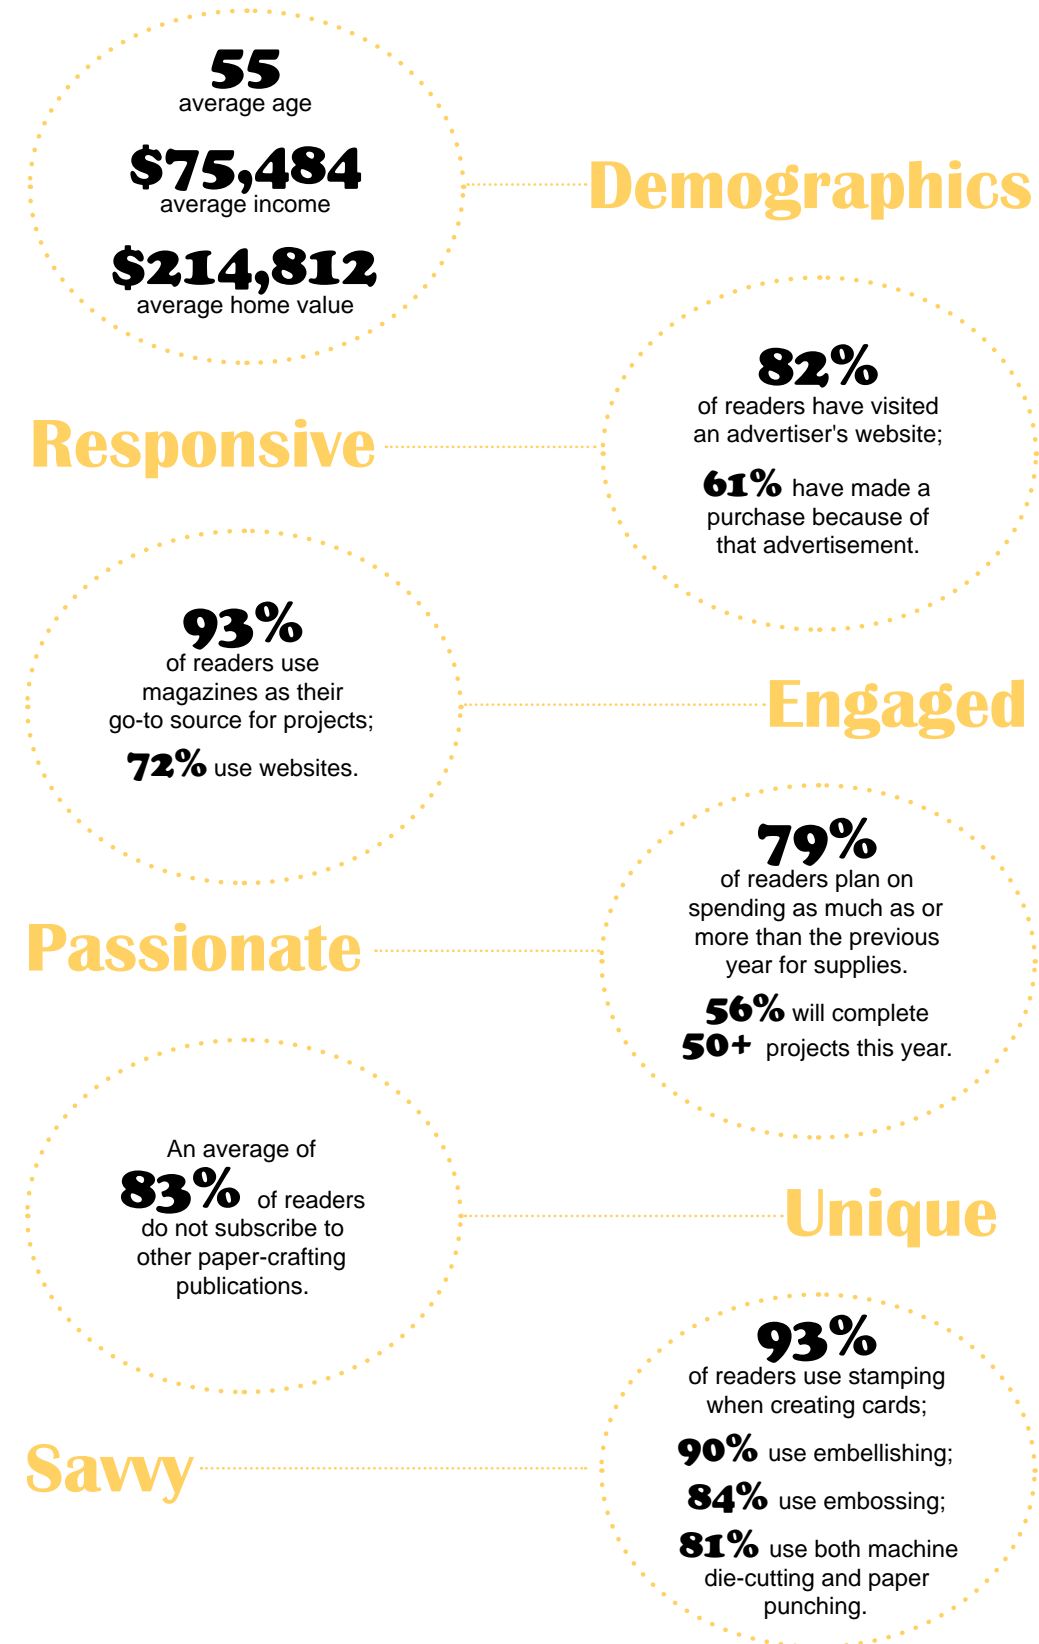 55
average age
$75,484
average income
$214,812
average home value
Demographics
Responsive
82%
of readers have visited
an advertiser's website;
61% have made a
purchase because of
that advertisement.
93%
of readers use
magazines as their
go-to source for projects;
72% use websites.
Engaged
Passionate
79%
of readers plan on
spending as much as or
more than the previous
year for supplies.
56% will complete
50+ projects this year.
An average of
83% of readers
do not subscribe to
other paper-crafting
publications.
Unique
Savvy
93%
of readers use stamping
when creating cards;
90% use embellishing;
84% use embossing;
81% use both machine
die-cutting and paper
punching.